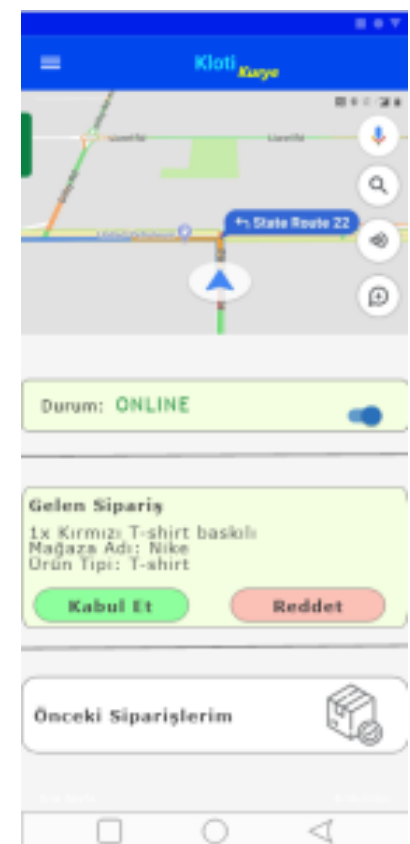 Kloti Kurye
State Route 22
Durum: ONLINE
Gelen Sipariş
1x Kırmızı T-shirt baskılı
Mağaza Adı: Nike
Ürün Tipi: T-shirt
Kabul Et
Reddet
Önceki Siparişlerim